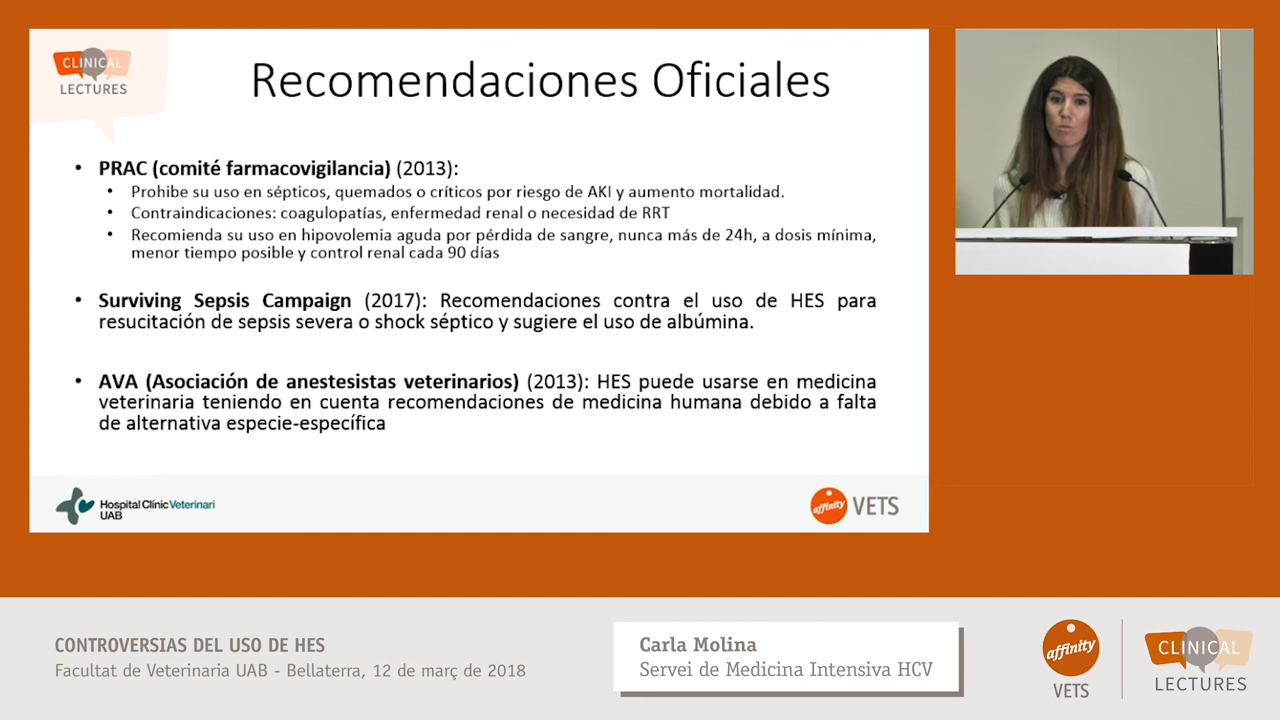 CLINICAL
LECTURES
Recomendaciones Oficiales
• PRAC (comité farmacovigilancia) (2013):
• Prohibe su uso en sépticos, quemados o críticos por riesgo de AKI y aumento mortalidad.
• Contraindicaciones: coagulopatías, enfermedad renal o necesidad de RRT
• Recomienda su uso en hipovolemia aguda por pérdida de sangre, nunca más de 24h, a dosis mínima,
menor tiempo posible y control renal cada 90 días
• Surviving Sepsis Campaign (2017): Recomendaciones contra el uso de HES para
resucitación de sepsis severa o shock séptico y sugiere el uso de albúmina.
• AVA (Asociación de anestesistas veterinarios) (2013): HES puede usarse en medicina
veterinaria teniendo en cuenta recomendaciones de medicina humana debido a falta
de alternativa especie-específica
Hospital Clínic Veterinari
UAB
affinity VETS
CONTROVERSIAS DEL USO DE HES
Facultat de Veterinaria UAB - Bellaterra, 12 de març de 2018
Carla Molina
Servei de Medicina Intensiva HCV
affinity
VETS
CLINICAL
LECTURES